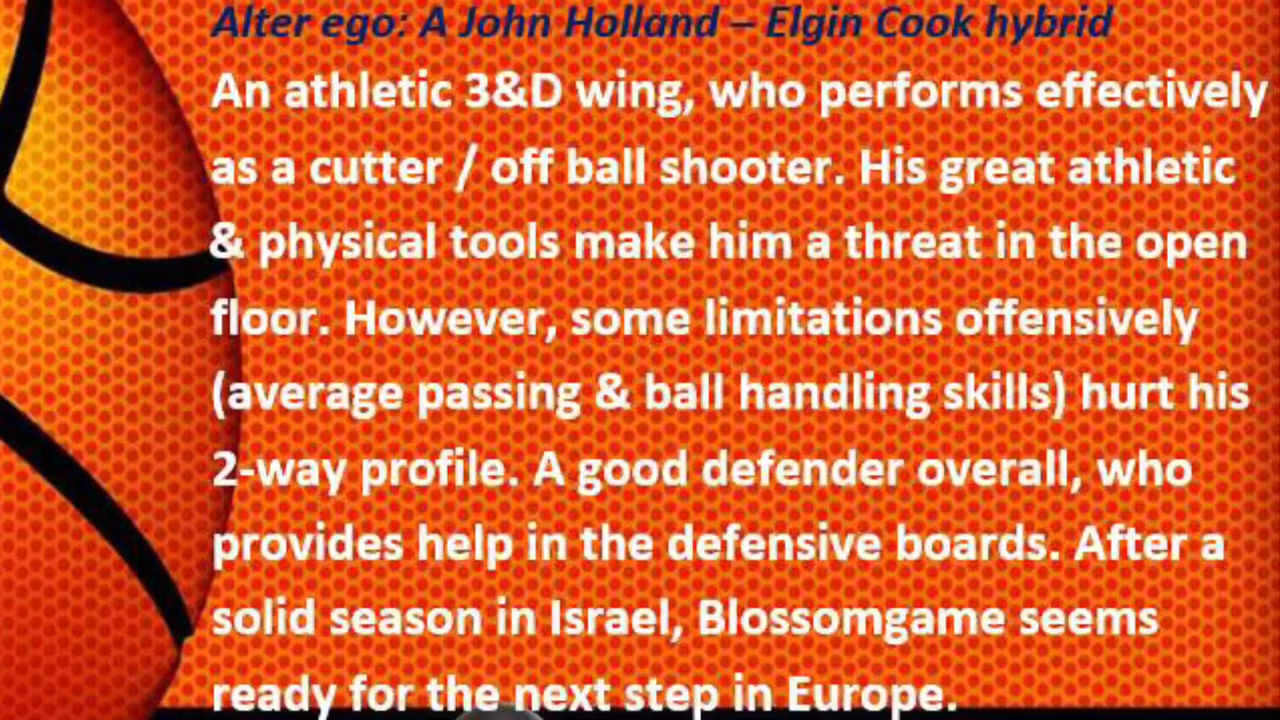 Alter ego: A John Holland – Elgin Cook hybrid
An athletic 3&D wing, who performs effectively
as a cutter / off ball shooter. His great athletic
& physical tools make him a threat in the open
floor. However, some limitations offensively
(average passing & ball handling skills) hurt his
2-way profile. A good defender overall, who
provides help in the defensive boards. After a
solid season in Israel, Blossomgame seems
ready for the next step in Europe.